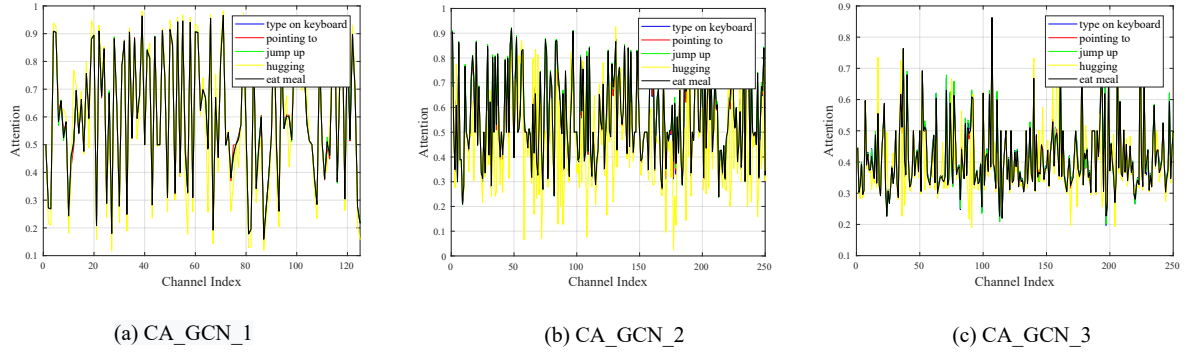 type on keyboard
pointing to
jump up
hugging
eat meal
1
0.9
0.8
0.7
0.6
0.5
0.4
0.3
0.2
0.1
Attention
0 20 40 60 80 100 120
Channel Index
(a) CA_GCN_1
type on keyboard
pointing to
jump up
hugging
eat meal
1
0.9
0.8
0.7
0.6
0.5
0.4
0.3
0.2
0.1
0
Attention
0 50 100 150 200 250
Channel Index
(b) CA_GCN_2
type on keyboard
pointing to
jump up
hugging
eat meal
0.9
0.8
0.7
0.6
0.5
0.4
0.3
0.2
0.1
0
Attention
0 50 100 150 200 250
Channel Index
(c) CA_GCN_3